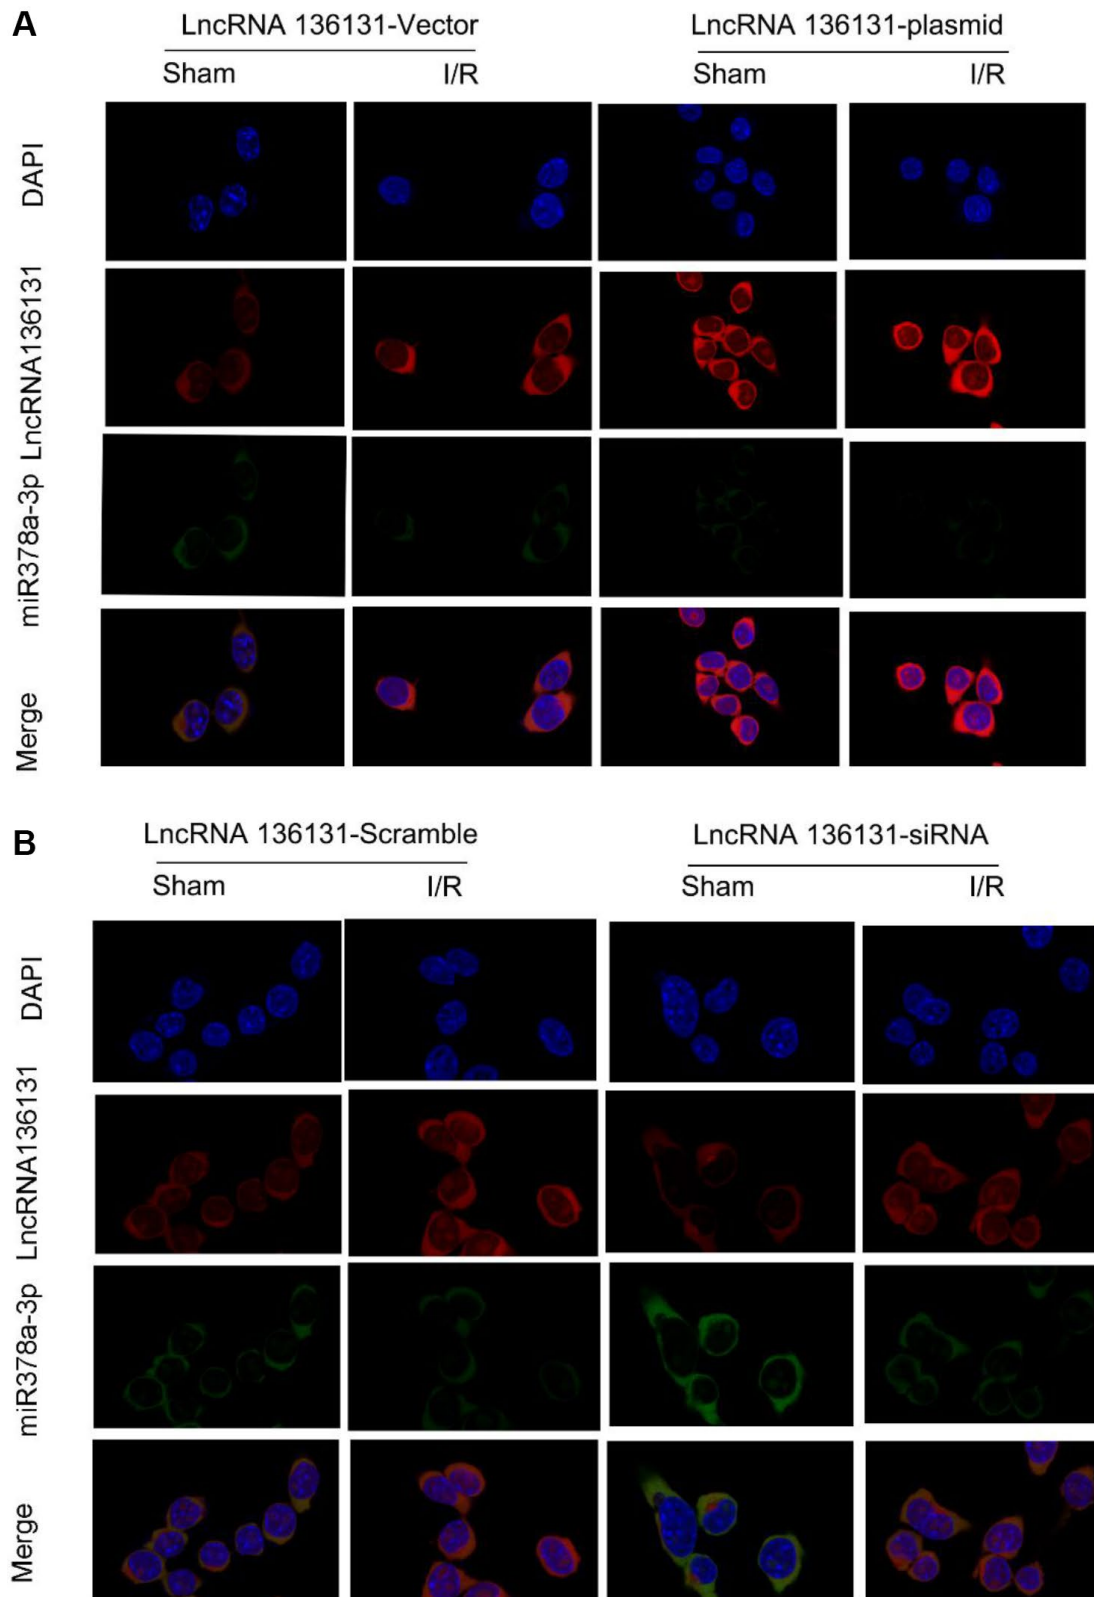 A
LncRNA 136131-Vector
LncRNA 136131-plasmid
Sham
I/R
Sham
I/R
DAPI
LncRNA136131
miR378a-3p
Merge
B
LncRNA 136131-Scramble
LncRNA 136131-siRNA
Sham
I/R
Sham
I/R
DAPI
LncRNA136131
miR378a-3p
Merge